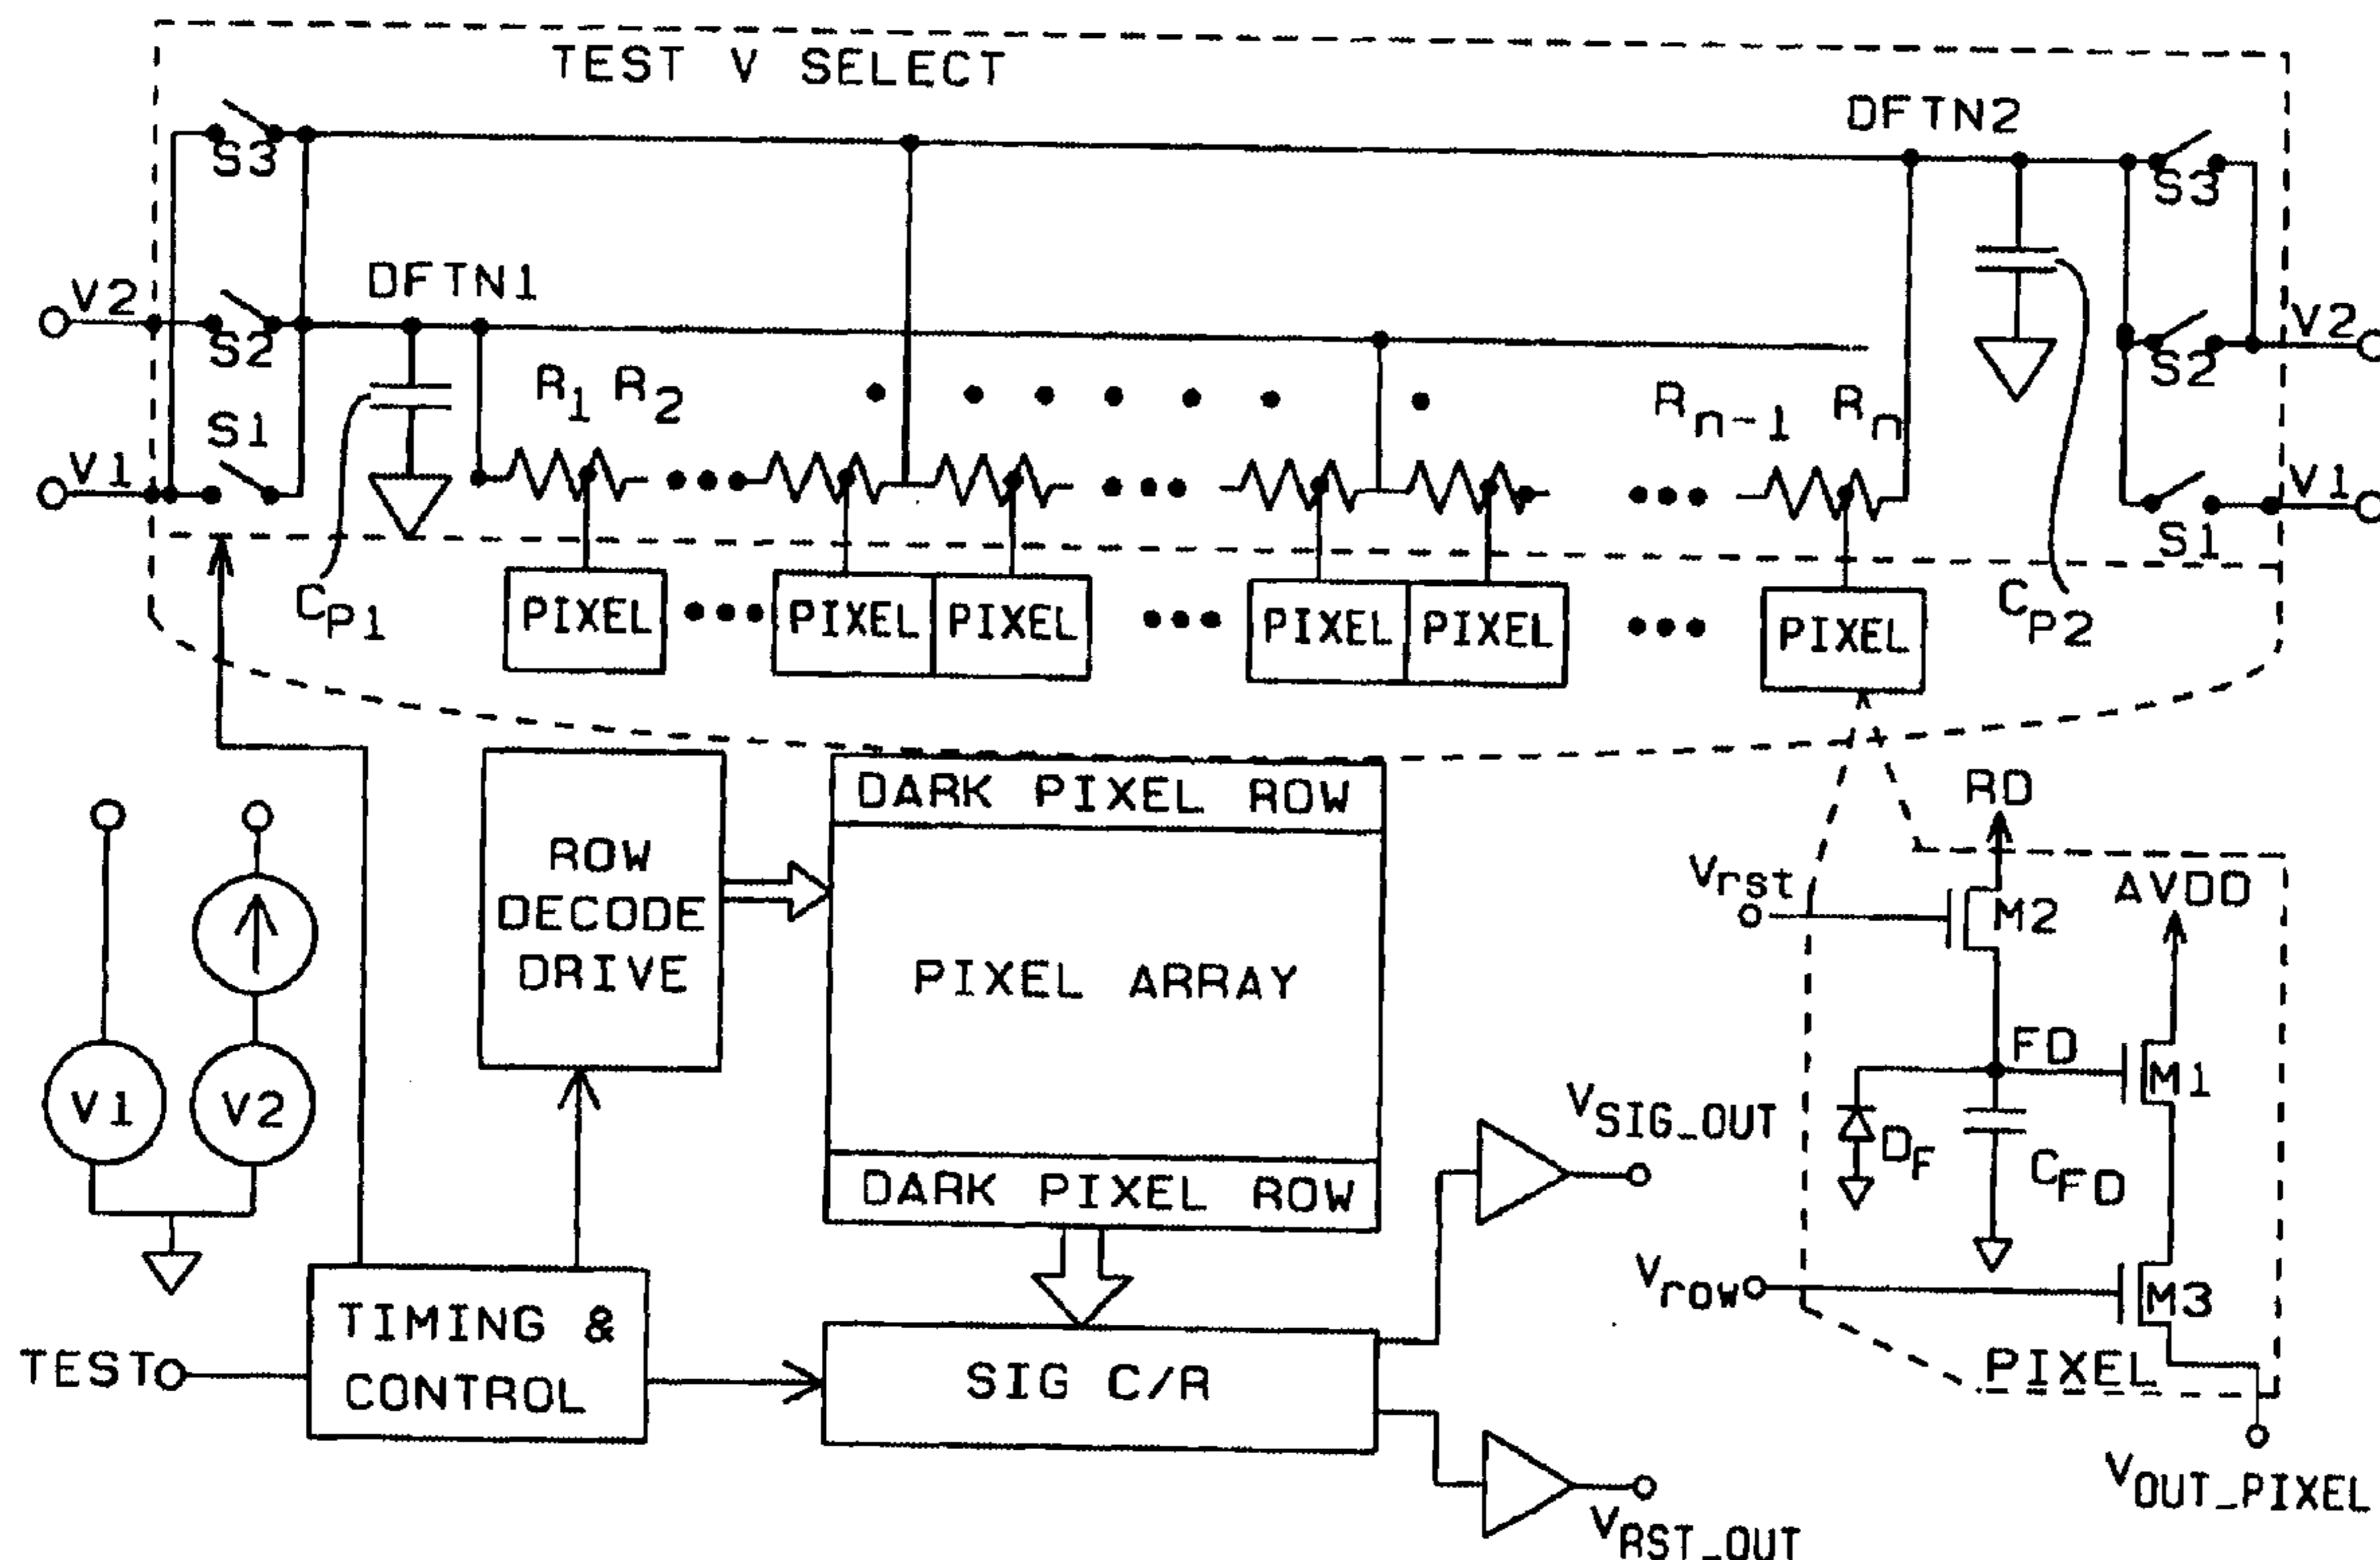 TEST V SELECT
DFTN2
S3
S3
V2
DFTN1
V2
S2
S2
R1 R2
Rn-1 Rn
S1
V1
V1
S1
CP1
PIXEL
PIXEL
PIXEL
PIXEL
PIXEL
PIXEL
CP2
DARK PIXEL ROW
RD
ROW
DECODE
DRIVE
Vrst
M2
AVDD
PIXEL ARRAY
FD
M1
V1
V2
VSIG_OUT
DF
CFD
DARK PIXEL ROW
Vrow
M3
TIMING &
CONTROL
TEST
SIG C/R
PIXEL
VOUT_PIXEL
VRST_OUT